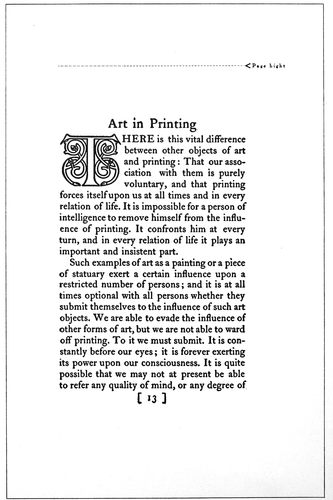 <Page Eight
Art in Printing
THERE is this vital difference
between other objects of art
and printing: That our asso-
ciation with them is purely
voluntary, and that printing
forces itself upon us at all times and in every
relation of life. It is impossible for a person of
intelligence to remove himself from the influ-
ence of printing. It confronts him at every
turn, and in every relation of life it plays an
important and insistent part.
Such examples of art as a painting or a piece
of statuary exert a certain influence upon a
restricted number of persons; and it is at all
times optional with all persons whether they
submit themselves to the influence of such art
objects. We are able to evade the influence of
other forms of art, but we are not able to ward
off printing. To it we must submit. It is con-
stantly before our eyes; it is forever exerting
its power upon our consciousness. It is quite
possible that we may not at present be able
to refer any quality of mind, or any degree of
[ 13 ]